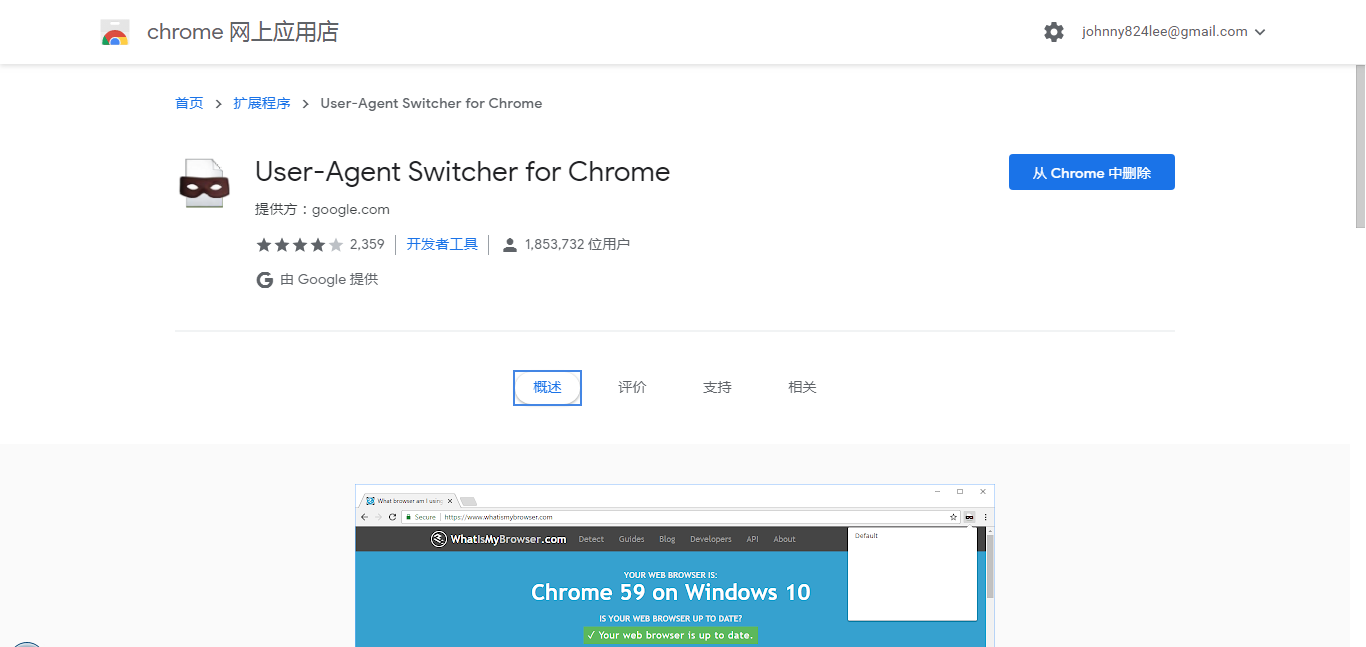 chrome 网上应用店
johnny824lee@gmail.com
首页 > 扩展程序 > User-Agent Switcher for Chrome
User-Agent Switcher for Chrome
从 Chrome 中删除
提供方：google.com
2,359 开发者工具 1,853,732 位用户
由 Google 提供
概述 评价 支持 相关
What browser am I using
Secure https://www.whatismybrowser.com
WhatIsMyBrowser.com Detect Guides Blog Developers API About
Default
YOUR WEB BROWSER IS:
Chrome 59 on Windows 10
IS YOUR WEB BROWSER UP TO DATE?
✓ Your web browser is up to date.